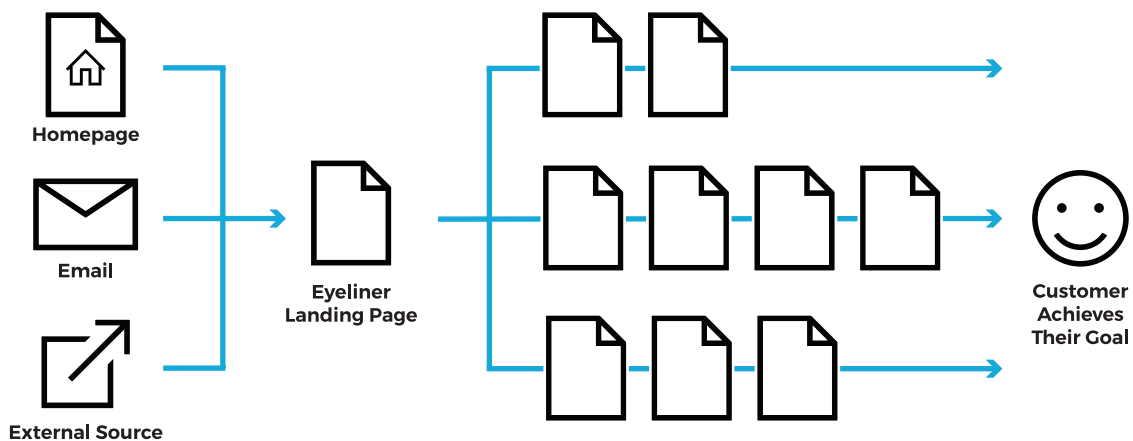 Homepage
Email
External Source
Eyeliner
Landing Page
Customer
Achieves
Their Goal